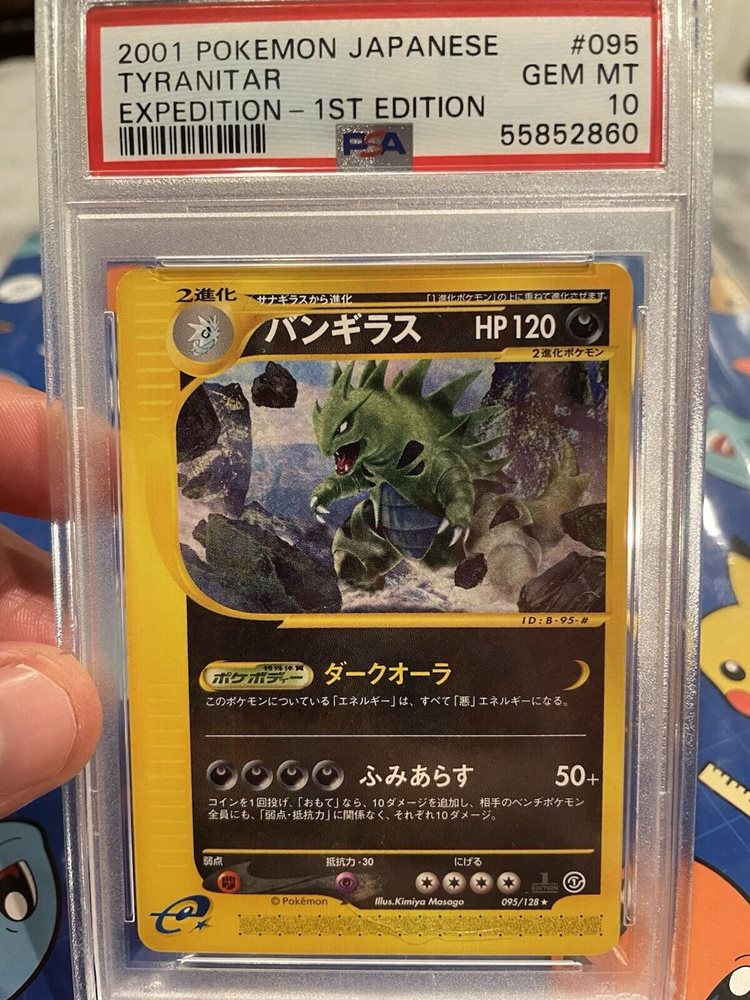 2001 POKEMON JAPANESE #095
TYRANITAR GEM MT
EXPEDITION – 1ST EDITION 10
PSA 55852860
2進化 サナギラスから進化 「1進化ポケモン」の上に重ねて進化させます。
バンギラス HP120
2進化ポケモン
ID:B-95-#
特殊体質
ポケボディー ダークオーラ
このポケモンについている「エネルギー」は、すべて「悪」エネルギーになる。
ふみあらす 50+
コインを1回投げ、「おもて」なら、10ダメージを追加し、相手のベンチポケモン
全員にも、「弱点・抵抗力」に関係なく、それぞれ10ダメージ。
弱点 抵抗力-30 にげる
1
EDITION
©Pokémon Illus.Kimiya Masago 095/128★
e